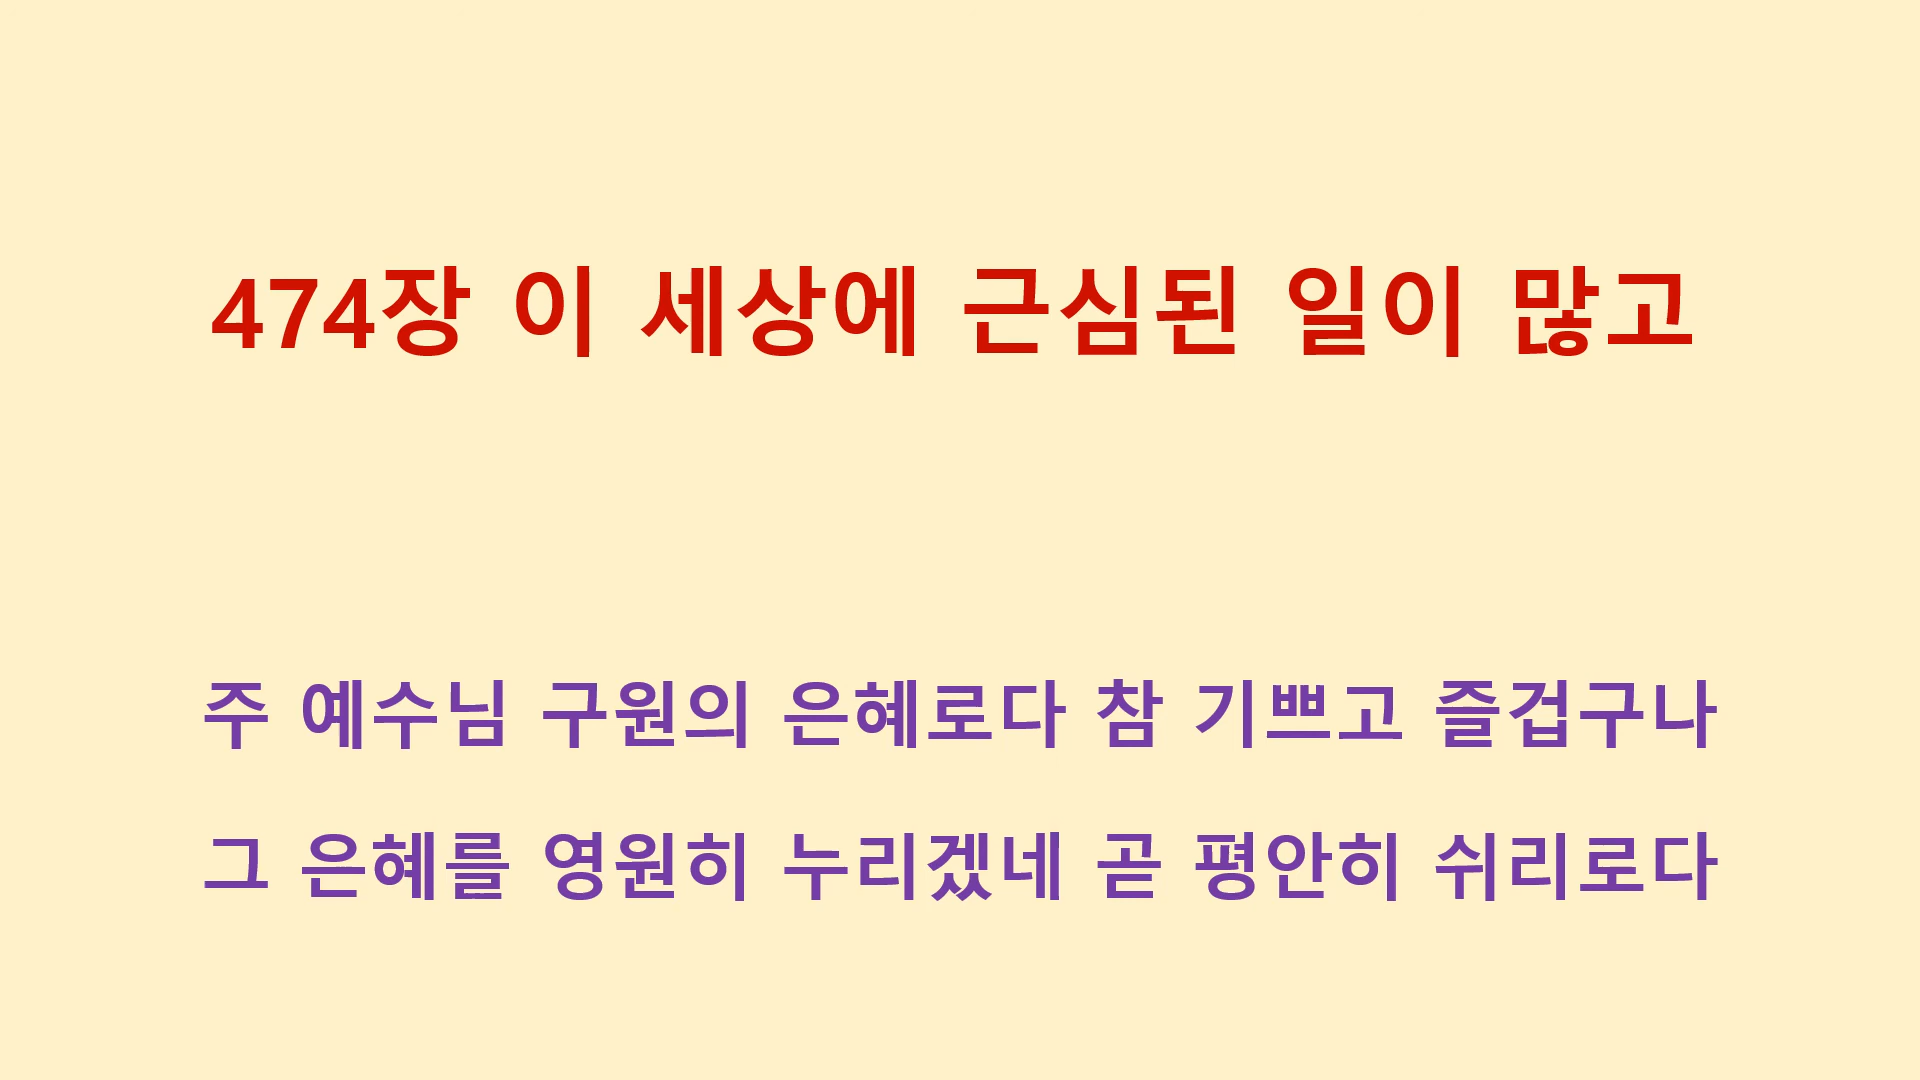 474장 이 세상에 근심된 일이 많고
주 예수님 구원의 은혜로다 참 기쁘고 즐겁구나
그 은혜를 영원히 누리겠네 곧 평안히 쉬리로다